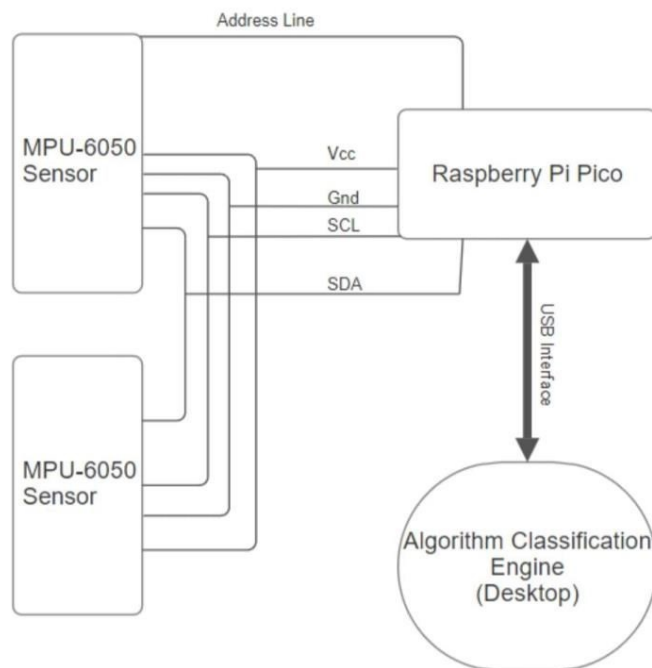 Address Line
MPU-6050
Sensor
Vcc
Raspberry Pi Pico
Gnd
SCL
SDA
USB Interface
MPU-6050
Sensor
Algorithm Classification
Engine
(Desktop)